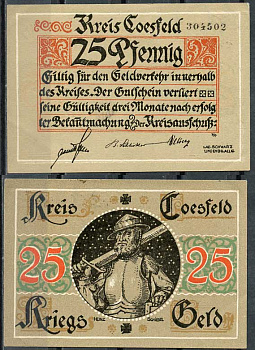 Kreis Coesfeld 304502
25 Pfennig
Giltig für den Geldverkehr innerhalb
des Kreises. Der Gutschein verliert
seine Gültigkeit drei Monate nach erfolg
ter Bekanntmachung. Der Kreisausschuß:
Kreis Coesfeld
25 25
Kriegs Geld